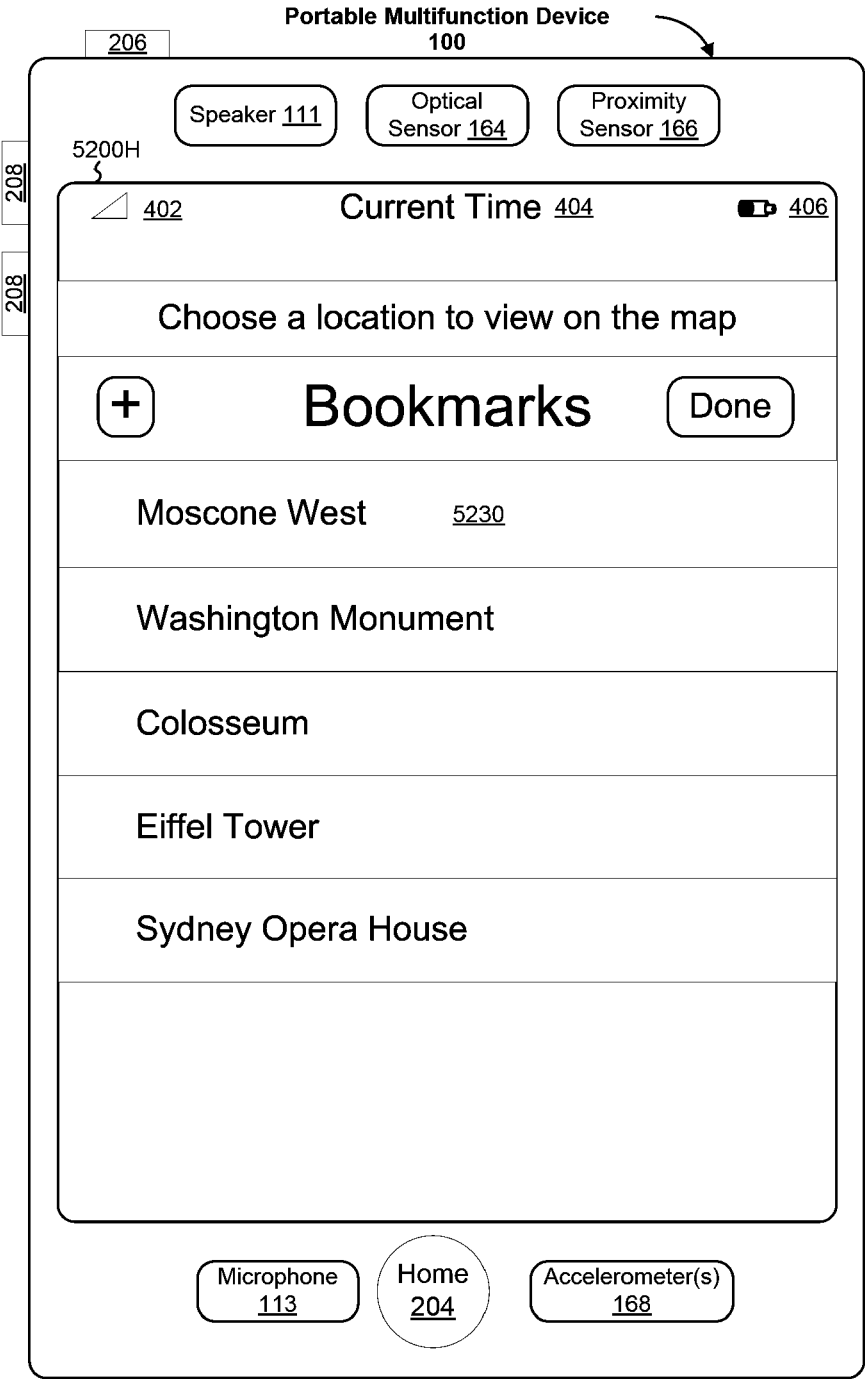 Portable Multifunction Device
100
206
Speaker 111
Optical
Sensor 164
Proximity
Sensor 166
5200H
208
208
402
Current Time 404
406
Choose a location to view on the map
+
Bookmarks
Done
Moscone West
5230
Washington Monument
Colosseum
Eiffel Tower
Sydney Opera House
Microphone
113
Home
204
Accelerometer(s)
168